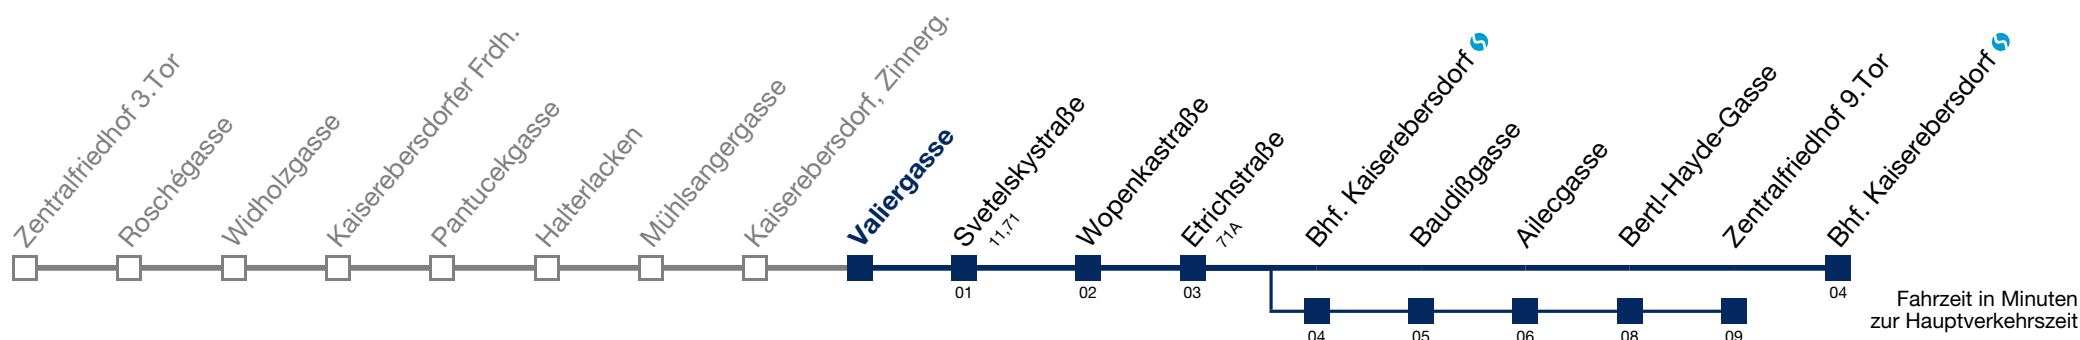 Zentralfriedhof 3.Tor
Roschégasse
Widholzgasse
Kaiserebersdorfer Frdh.
Pantucekgasse
Halterlacken
Mühlsangergasse
Kaiserebersdorf, Zinnerg.
Valiergasse
Svetelskystraße
11,71
Wopenkastraße
Etrichstraße
71A
Bhf. Kaiserebersdorf
Baudißgasse
Ailecgasse
Bertl-Hayde-Gasse
Zentralfriedhof 9.Tor
Bhf. Kaiserebersdorf
01
02
03
04
04
05
06
08
09
Fahrzeit in Minuten
zur Hauptverkehrszeit